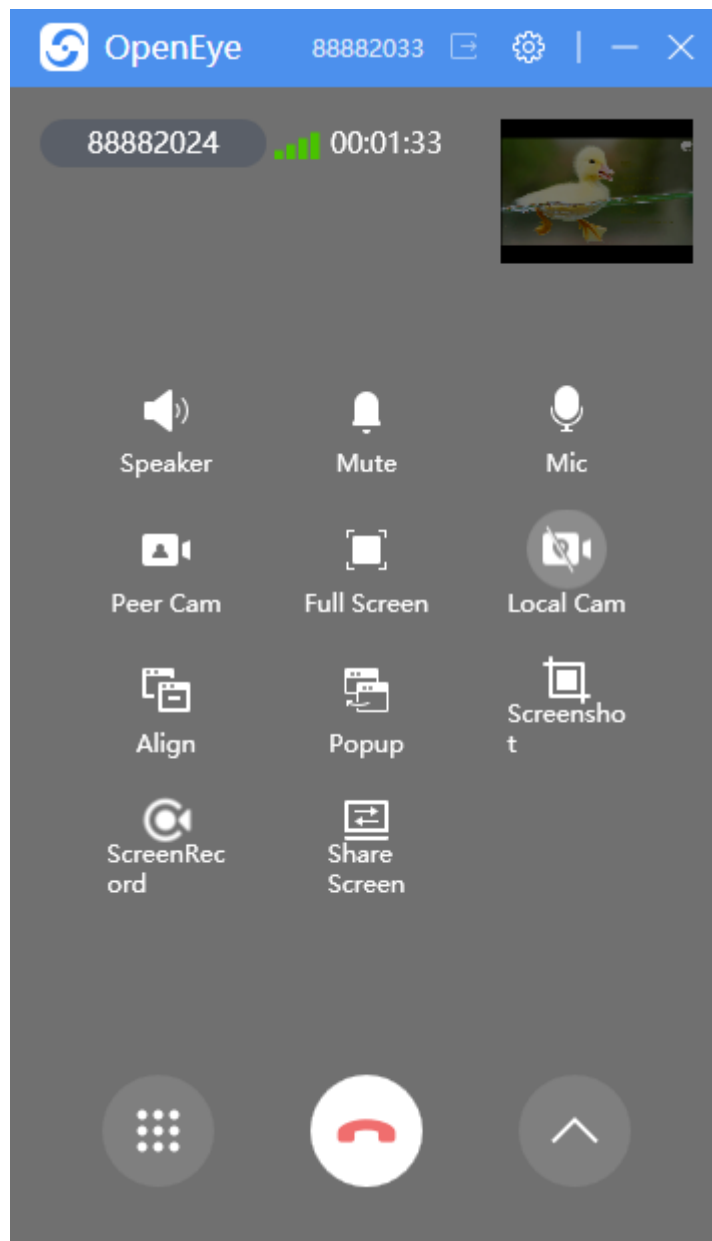 OpenEye 88882033
88882024 00:01:33
Speaker Mute Mic
Peer Cam Full Screen Local Cam
Align Popup Screensho
t
ScreenRec Share
ord Screen